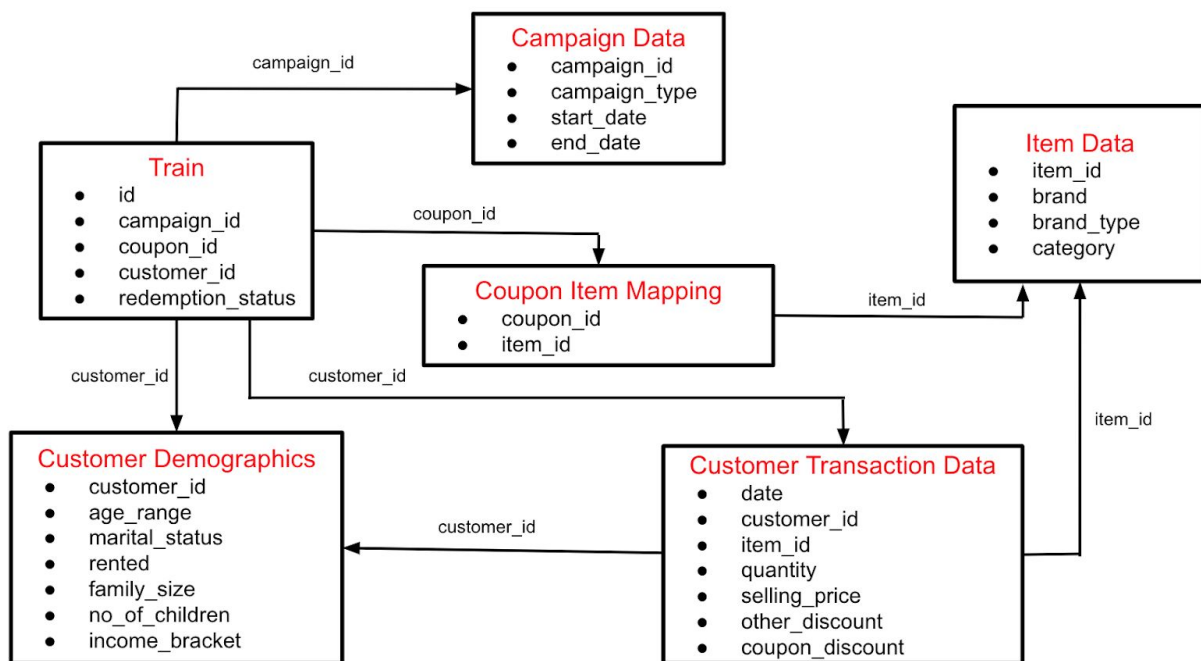 Campaign Data
● campaign_id
● campaign_type
● start_date
● end_date
campaign_id
Train
● id
● campaign_id
● coupon_id
● customer_id
● redemption_status
Item Data
● item_id
● brand
● brand_type
● category
coupon_id
Coupon Item Mapping
● coupon_id
● item_id
item_id
customer_id
customer_id
item_id
Customer Demographics
● customer_id
● age_range
● marital_status
● rented
● family_size
● no_of_children
● income_bracket
customer_id
Customer Transaction Data
● date
● customer_id
● item_id
● quantity
● selling_price
● other_discount
● coupon_discount